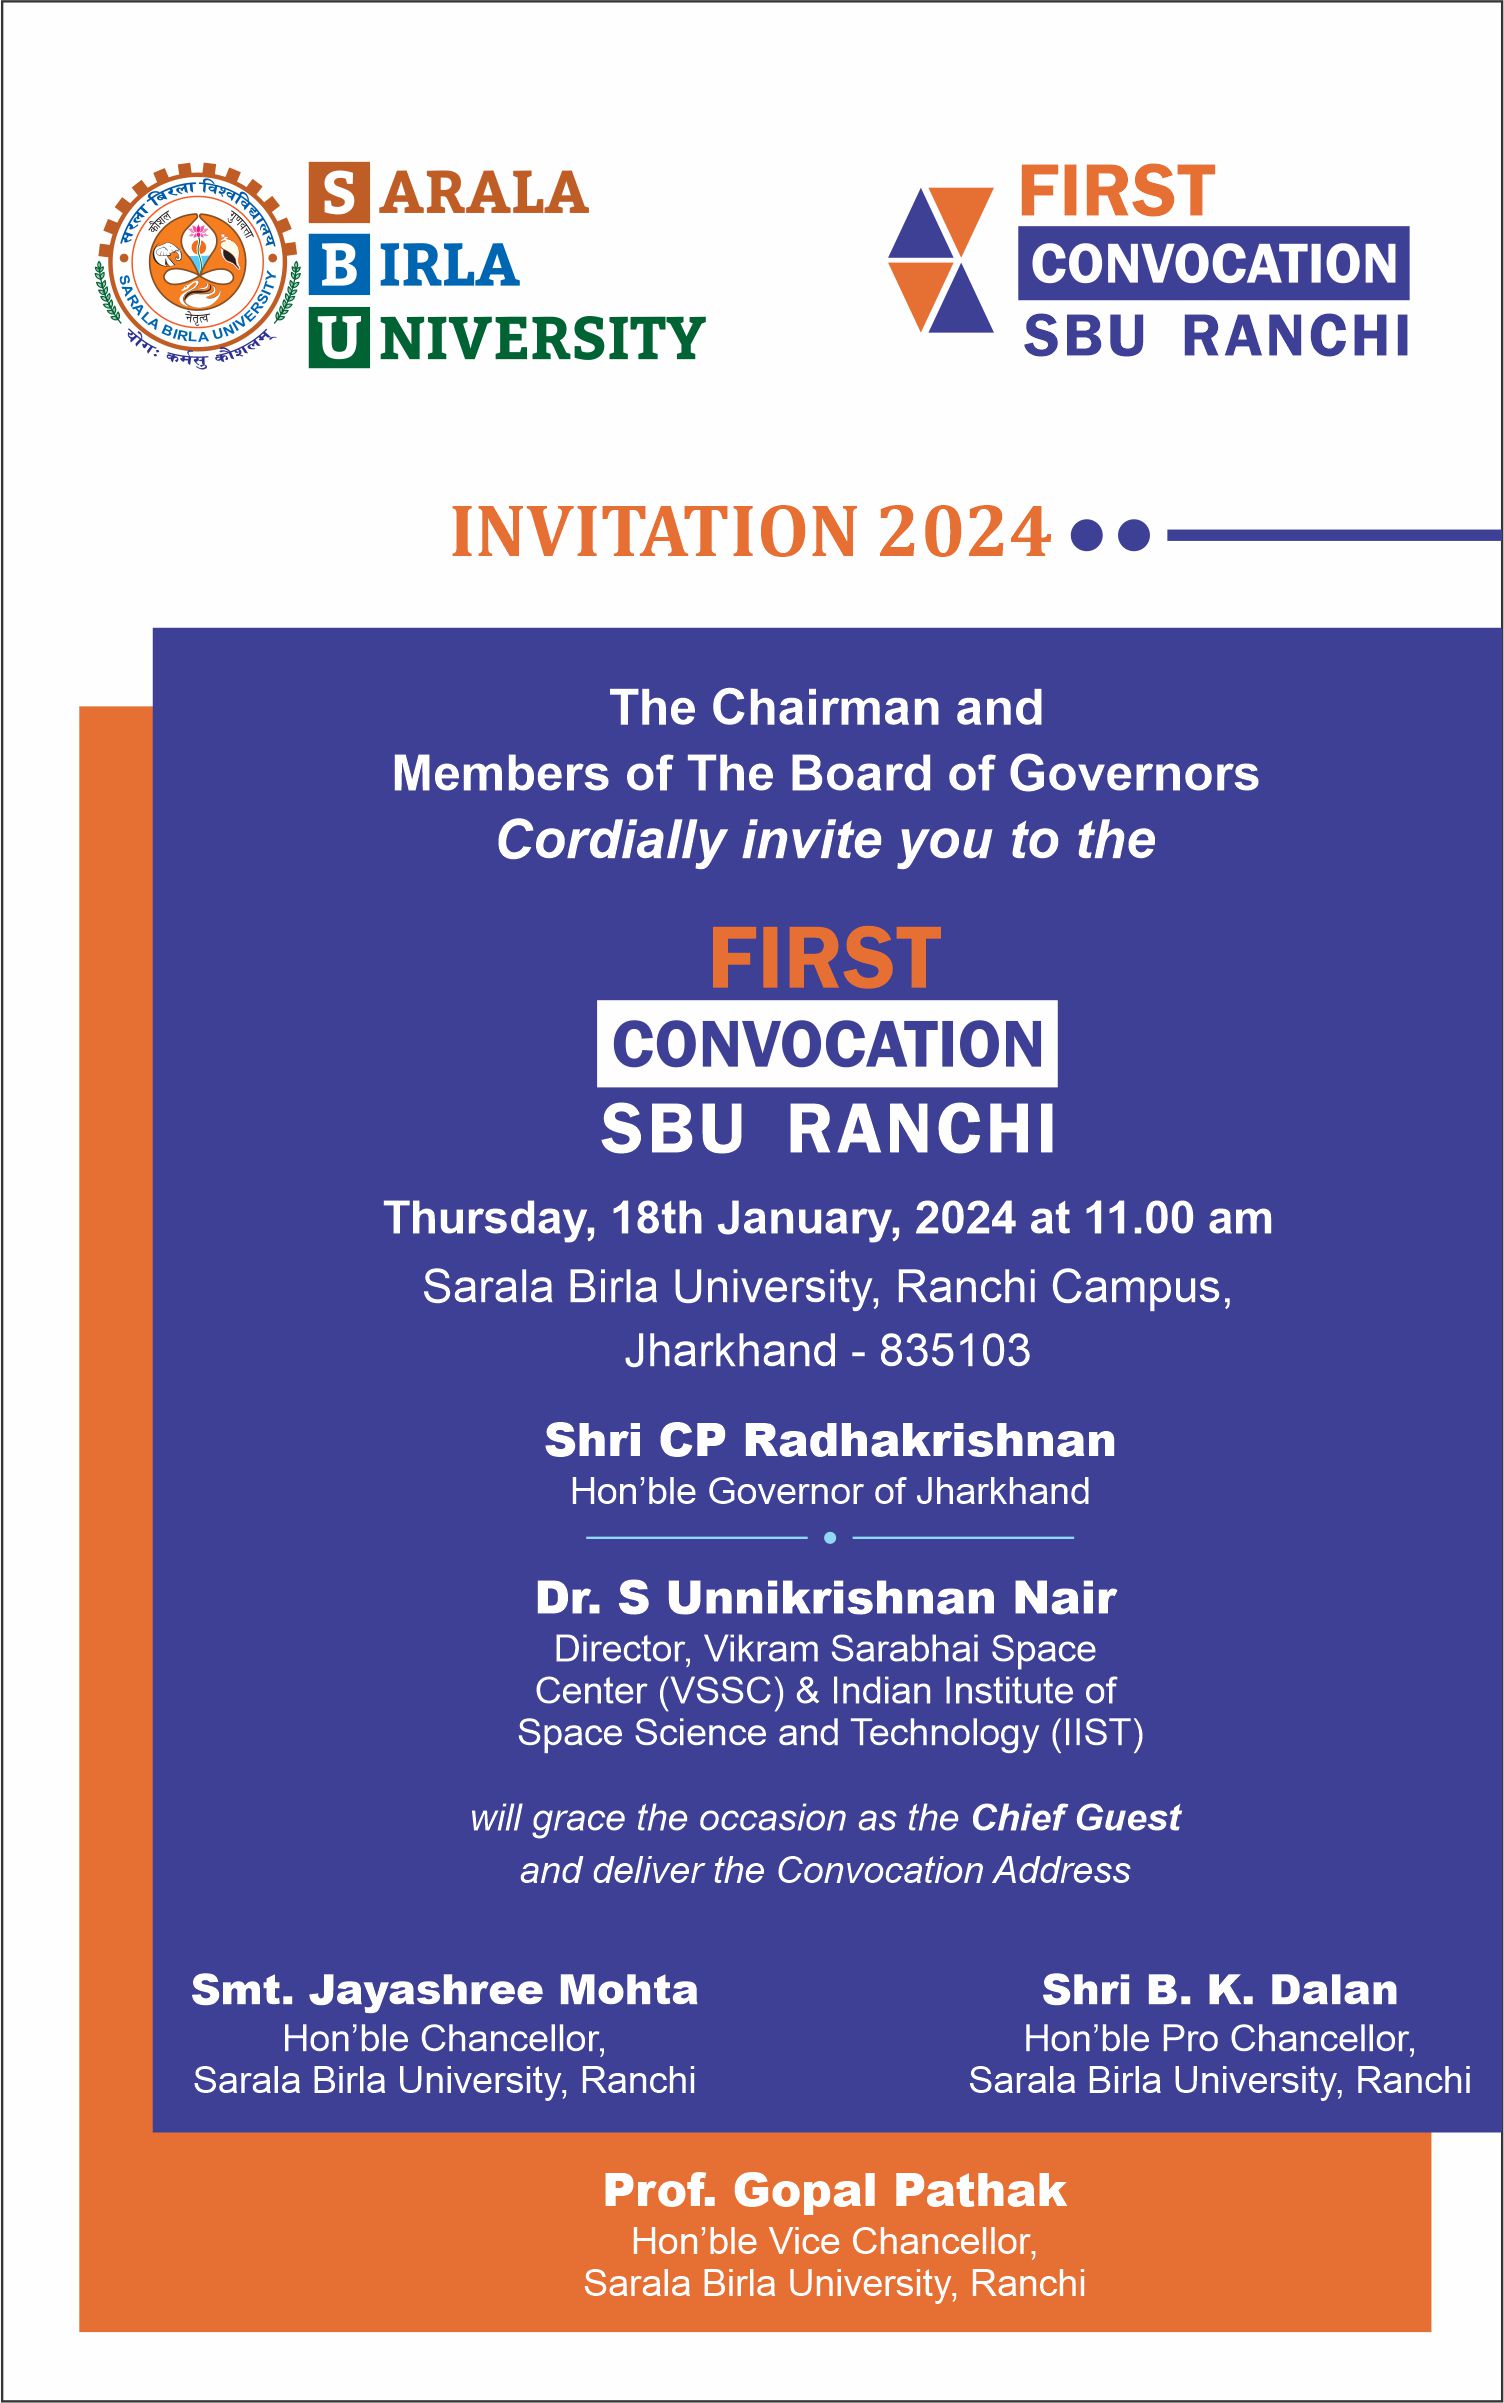 सरला बिरला विश्वविद्यालय
कौशल
गुणवत्ता
नेतृत्व
SARALA BIRLA UNIVERSITY
योगः कर्मसु कौशलम्
SARALA
BIRLA
UNIVERSITY
FIRST
CONVOCATION
SBU RANCHI
INVITATION 2024
The Chairman and
Members of The Board of Governors
Cordially invite you to the
FIRST
CONVOCATION
SBU RANCHI
Thursday, 18th January, 2024 at 11.00 am
Sarala Birla University, Ranchi Campus,
Jharkhand - 835103
Shri CP Radhakrishnan
Hon’ble Governor of Jharkhand
Dr. S Unnikrishnan Nair
Director, Vikram Sarabhai Space
Center (VSSC) & Indian Institute of
Space Science and Technology (IIST)
will grace the occasion as the Chief Guest
and deliver the Convocation Address
Smt. Jayashree Mohta
Hon’ble Chancellor,
Sarala Birla University, Ranchi
Shri B. K. Dalan
Hon’ble Pro Chancellor,
Sarala Birla University, Ranchi
Prof. Gopal Pathak
Hon’ble Vice Chancellor,
Sarala Birla University, Ranchi